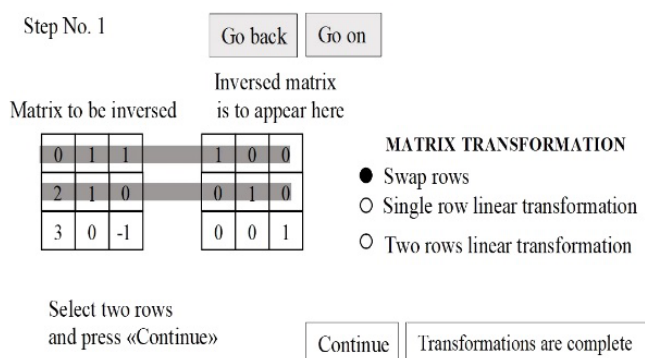 Step No. 1
Go back
Go on
Inversed matrix
is to appear here
Matrix to be inversed
0 1 1
1 0 0
2 1 0
0 1 0
3 0 -1
0 0 1
MATRIX TRANSFORMATION
Swap rows
Single row linear transformation
Two rows linear transformation
Select two rows
and press «Continue»
Continue
Transformations are complete